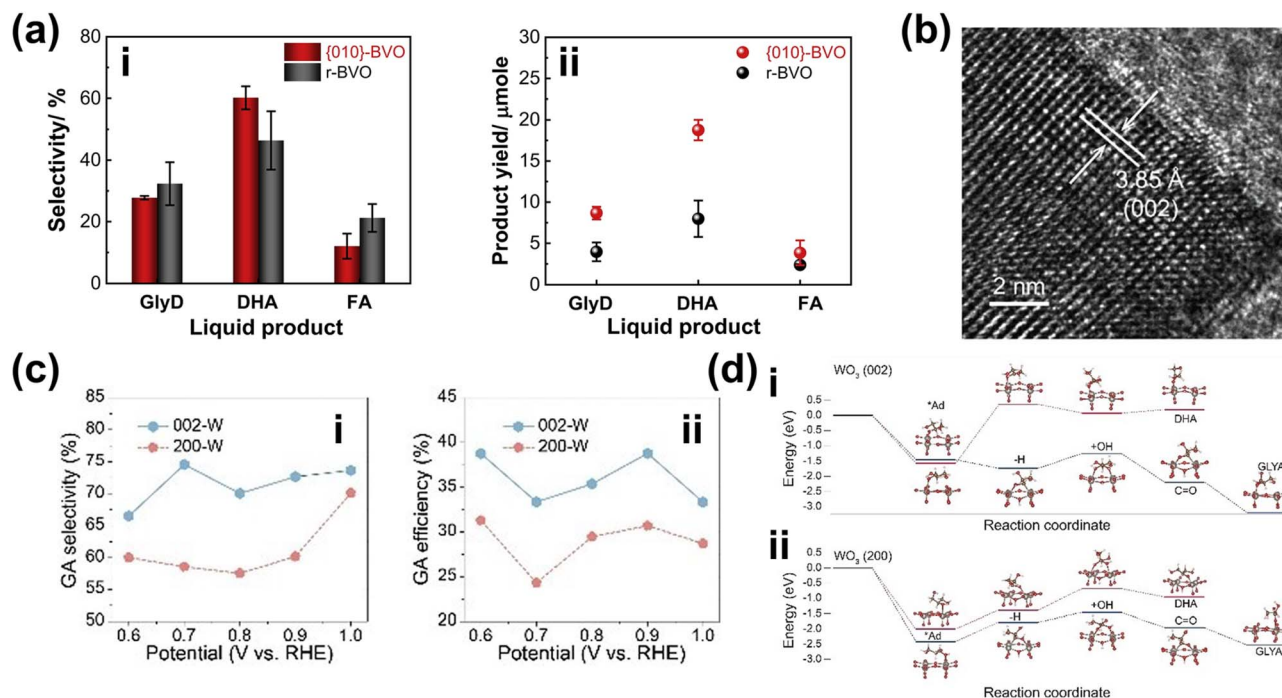 (a)
i
{010}-BVO
r-BVO
Selectivity/ %
80
60
40
20
0
GlyD DHA FA
Liquid product
ii
{010}-BVO
r-BVO
Product yield/ μmole
30
25
20
15
10
5
0
GlyD DHA FA
Liquid product
(b)
3.85 Å
(002)
2 nm
(c)
i
002-W
200-W
GA selectivity (%)
85
80
75
70
65
60
55
50
0.6 0.7 0.8 0.9 1.0
Potential (V vs. RHE)
ii
002-W
200-W
GA efficiency (%)
45
40
35
30
25
20
0.6 0.7 0.8 0.9 1.0
Potential (V vs. RHE)
(d)
i
WO3 (002)
Energy (eV)
0.5
0.0
-0.5
-1.0
-1.5
-2.0
-2.5
-3.0
*Ad
-H
+OH
C=O
DHA
GLYA
Reaction coordinate
ii
WO3 (200)
Energy (eV)
0.5
0.0
-0.5
-1.0
-1.5
-2.0
-2.5
-3.0
*Ad
-H
+OH
C=O
DHA
GLYA
Reaction coordinate